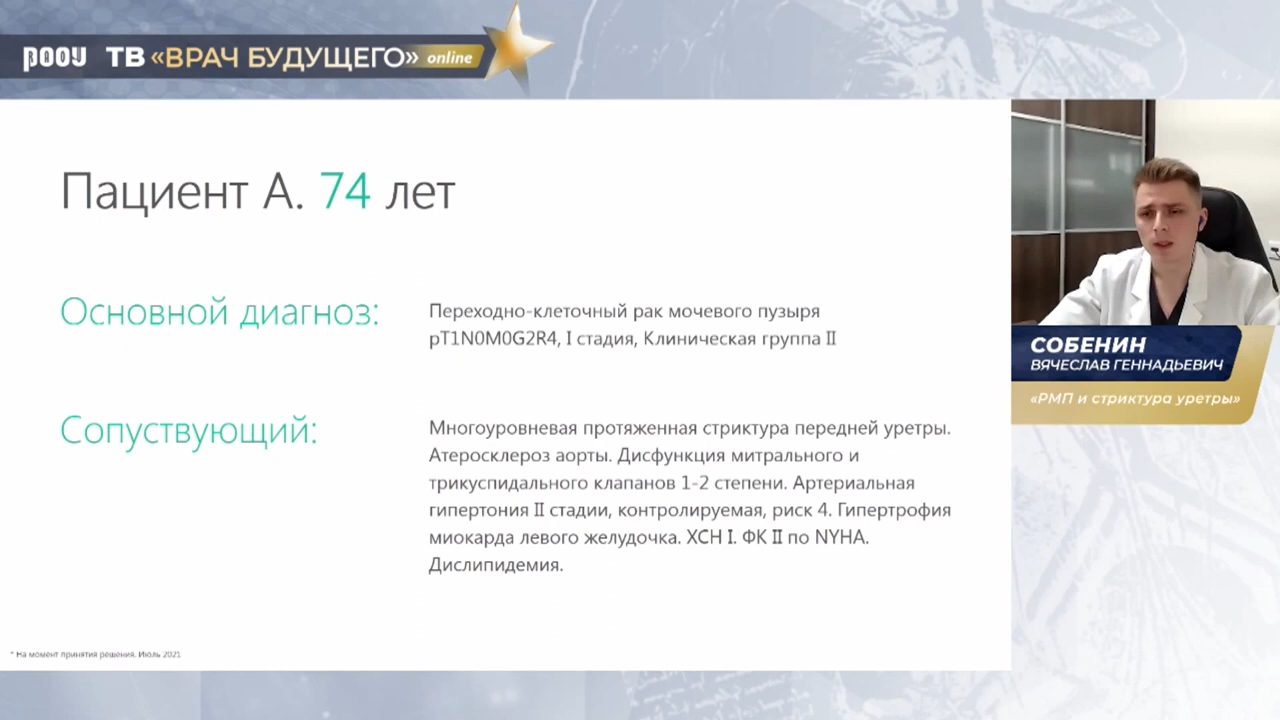 РООУ ТВ «ВРАЧ БУДУЩЕГО» online
Пациент А. 74 лет
Основной диагноз:
Переходно-клеточный рак мочевого пузыря
pT1N0M0G2R4, I стадия, Клиническая группа II
Сопуствующий:
Многоуровневая протяженная стриктура передней уретры.
Атеросклероз аорты. Дисфункция митрального и
трикуспидального клапанов 1-2 степени. Артериальная
гипертония II стадии, контролируемая, риск 4. Гипертрофия
миокарда левого желудочка. ХСН I. ФК II по NYHA.
Дислипидемия.
* На момент принятия решения. Июль 2021
СОБЕНИН
ВЯЧЕСЛАВ ГЕННАДЬЕВИЧ
«РМП и стриктура уретры»